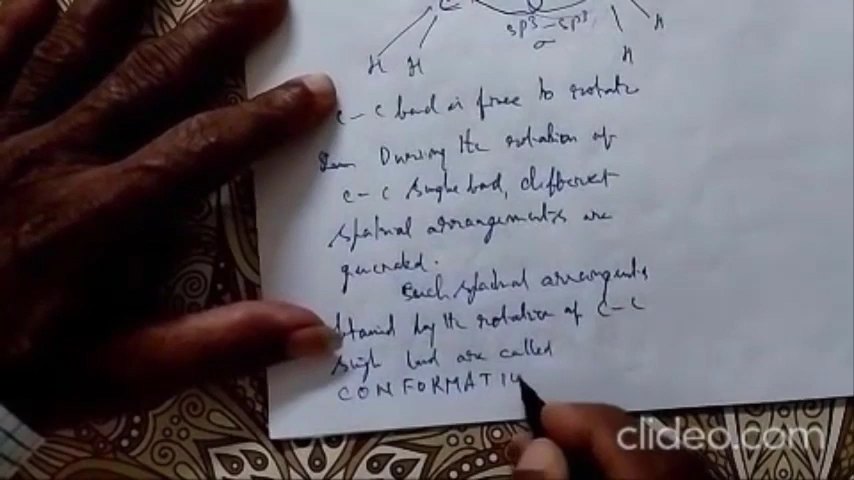 C
sp³-sp³
σ
H
H H H
C-C bond is free to rotate
During the rotation of
C-C single bond, different
spatial arrangements are
generated.
Such spatial arrangements
obtained by the rotation of C-C
single bond are called
CONFORMATIO
clideo.com